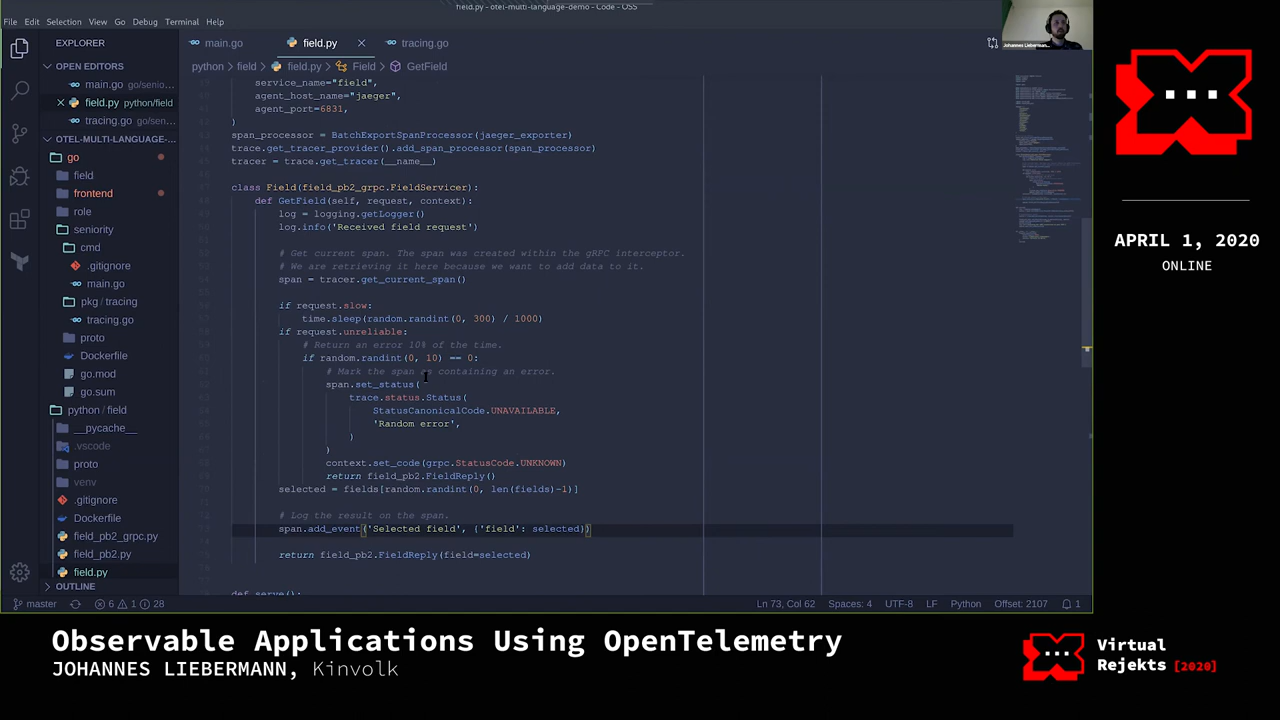 field.py - otel-multi-language-demo - Code - OSS
File Edit Selection View Go Debug Terminal Help
Johannes Lieberman...
EXPLORER
main.go
field.py
tracing.go
OPEN EDITORS
python > field > field.py > Field > GetField
main.go go/senio...
field.py python/field
tracing.go go/sen...
OTEL-MULTI-LANGUAGE-...
go
field
frontend
role
seniority
cmd
.gitignore
main.go
pkg / tracing
tracing.go
proto
Dockerfile
go.mod
go.sum
python / field
__pycache__
.vscode
proto
venv
.gitignore
Dockerfile
field_pb2_grpc.py
field_pb2.py
field.py
OUTLINE
service_name="field",
agent_host_name="jaeger",
agent_port=6831,
)
span_processor = BatchExportSpanProcessor(jaeger_exporter)
trace.get_tracer_provider().add_span_processor(span_processor)
tracer = trace.get_tracer(__name__)
class Field(field_pb2_grpc.FieldServicer):
def GetField(self, request, context):
log = logging.getLogger()
log.info('Received field request')
# Get current span. The span was created within the gRPC interceptor.
# We are retrieving it here because we want to add data to it.
span = tracer.get_current_span()
if request.slow:
time.sleep(random.randint(0, 300) / 1000)
if request.unreliable:
# Return an error 10% of the time.
if random.randint(0, 10) == 0:
# Mark the span as containing an error.
span.set_status(
trace.status.Status(
StatusCanonicalCode.UNAVAILABLE,
'Random error',
)
)
context.set_code(grpc.StatusCode.UNKNOWN)
return field_pb2.FieldReply()
selected = fields[random.randint(0, len(fields)-1)]
# Log the result on the span.
span.add_event('Selected field', {'field': selected})
return field_pb2.FieldReply(field=selected)
def serve():
master 6 1 28
Ln 73, Col 62 Spaces: 4 UTF-8 LF Python Offset: 2107 1
APRIL 1, 2020
ONLINE
Observable Applications Using OpenTelemetry
JOHANNES LIEBERMANN, Kinvolk
Virtual
Rejekts [2020]